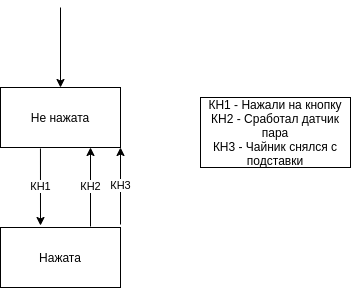 Не нажата
КН1 - Нажали на кнопку
КН2 - Сработал датчик
пара
КН3 - Чайник снялся с
подставки
КН1
КН2
КН3
Нажата